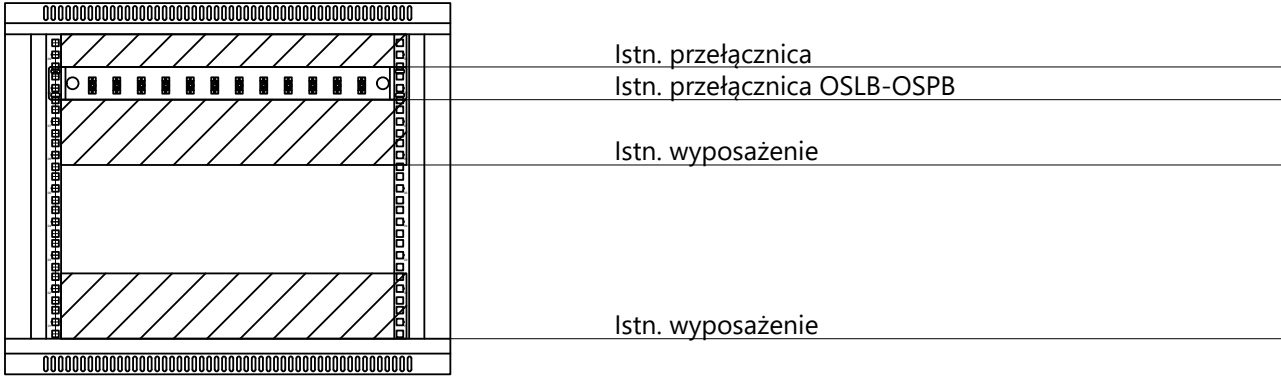 Istn. przełącznica
Istn. przełącznica OSLB-OSPB
Istn. wyposażenie
Istn. wyposażenie